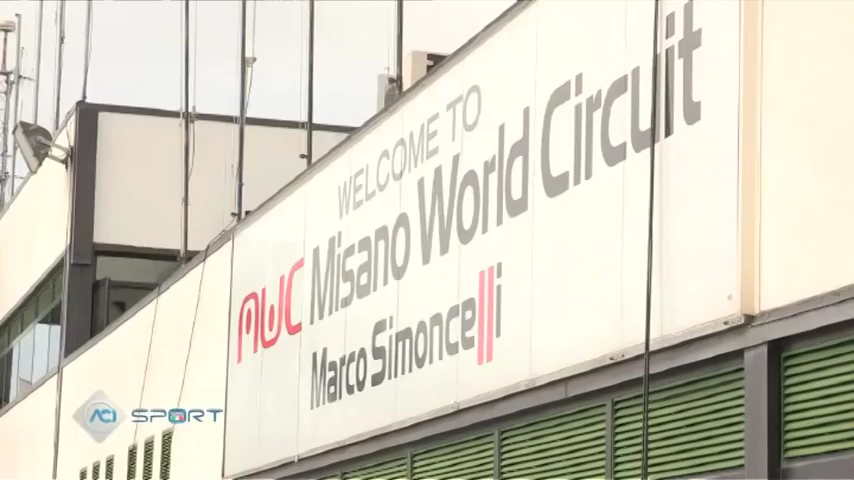 WELCOME TO
MWC Misano World Circuit
Marco Simoncelli
ACI SPORT